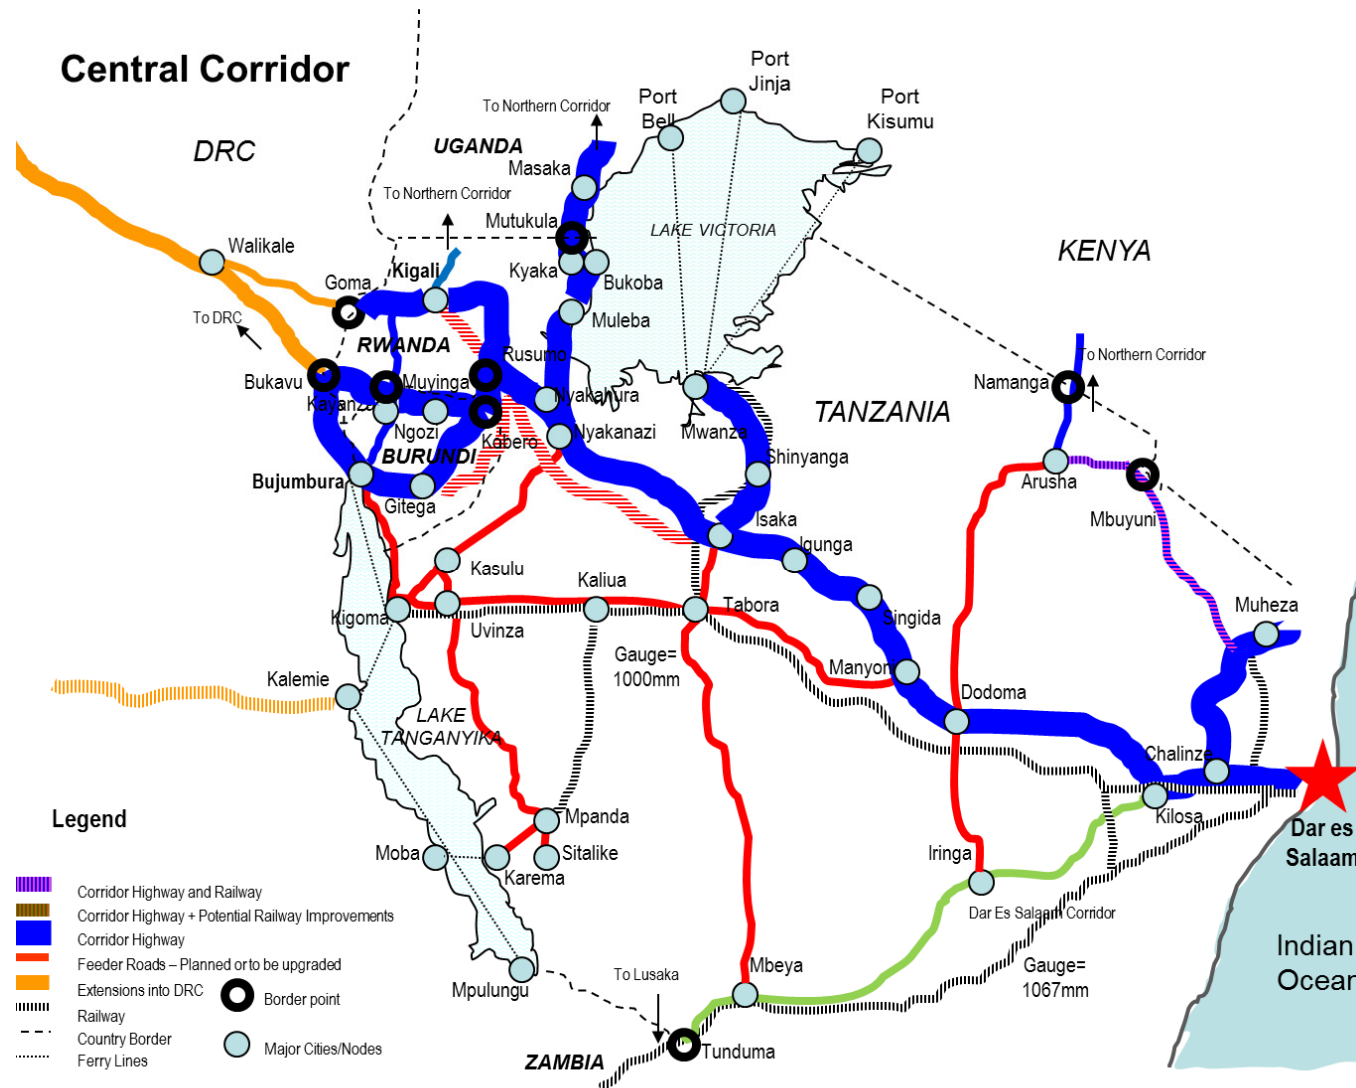 Central Corridor
Port
Jinja
Port
Bell
Port
Kisumu
To Northern Corridor
DRC
UGANDA
Masaka
To Northern Corridor
Mutukula
LAKE VICTORIA
Walikale
Kigali
Kyaka
Bukoba
KENYA
Goma
To DRC
Muleba
RWANDA
Rusumo
To Northern Corridor
Bukavu
Muyinga
Namanga
Kayanza
Nyakahura
TANZANIA
Ngozi
Kobero
Nyakanazi
Mwanza
BURUNDI
Shinyanga
Bujumbura
Gitega
Arusha
Mbuyuni
Isaka
Igunga
Kasulu
Kaliua
Kigoma
Uvinza
Tabora
Singida
Muheza
Gauge=
1000mm
Manyoni
Kalemie
Dodoma
LAKE
TANGANYIKA
Chalinze
Kilosa
Mpanda
Dar es
Salaam
Moba
Karema
Sitalike
Iringa
Dar Es Salaam Corridor
Indian
Ocean
Gauge=
1067mm
Mbeya
To Lusaka
Mpulungu
Tunduma
ZAMBIA
Legend
Corridor Highway and Railway
Corridor Highway + Potential Railway Improvements
Corridor Highway
Feeder Roads – Planned or to be upgraded
Extensions into DRC
Railway
Country Border
Ferry Lines
Border point
Major Cities/Nodes